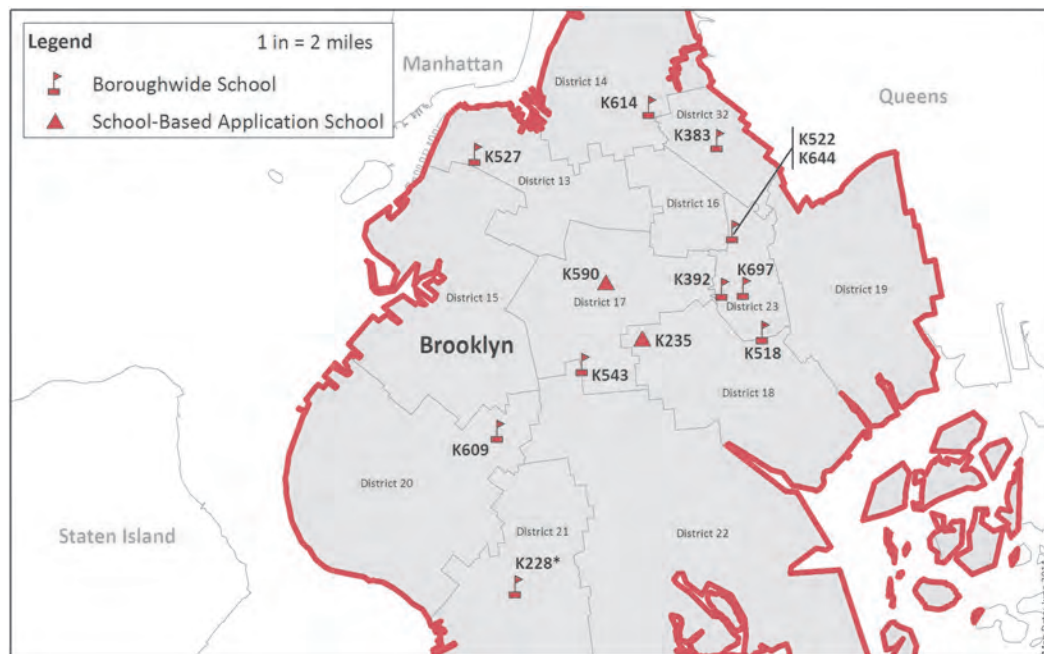 Legend 1 in = 2 miles
Boroughwide School
School-Based Application School
Manhattan
Queens
District 14
K614
District 32
K383
K522
K644
K527
District 13
District 16
K590
District 17
K392
K697
District 23
District 19
District 15
Brooklyn
K235
K518
K543
District 18
K609
District 20
Staten Island
District 21
District 22
K228*